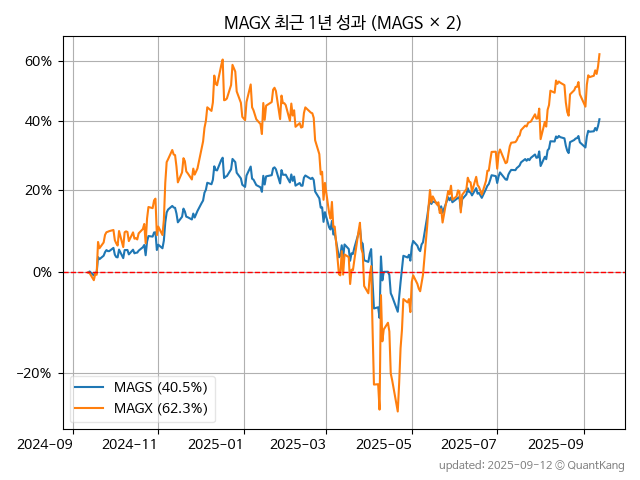 MAGX 최근 1년 성과 (MAGS × 2)
60%
40%
20%
0%
−20%
MAGS (40.5%)
MAGX (62.3%)
2024−09 2024−11 2025−01 2025−03 2025−05 2025−07 2025−09
updated: 2025-09-12 © QuantKang